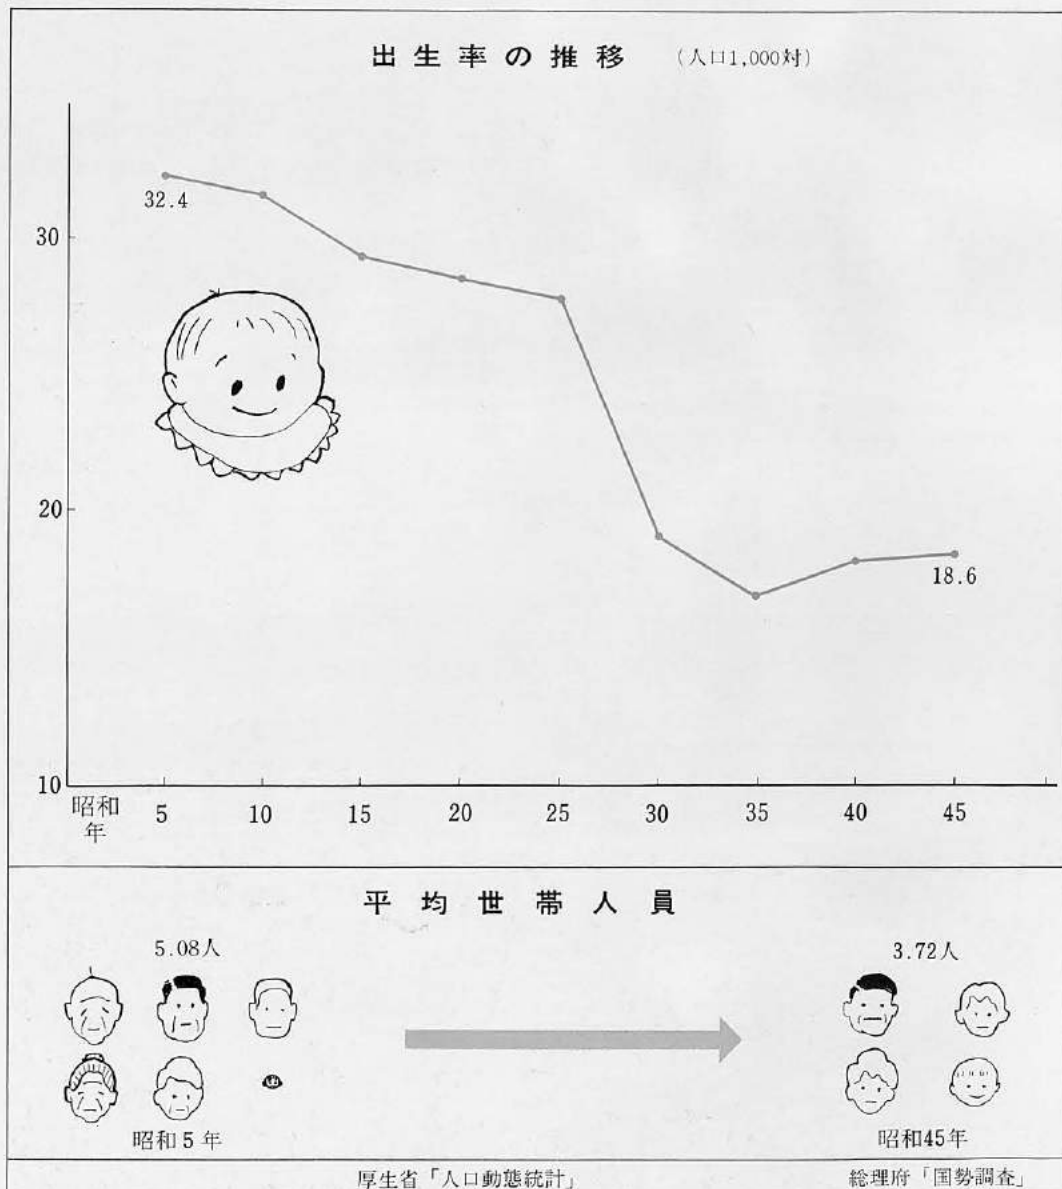 出生率の推移 (人口1,000対)
32.4
30
20
18.6
10
昭和年 5 10 15 20 25 30 35 40 45
平均世帯人員
5.08人 3.72人
昭和5年 昭和45年
厚生省「人口動態統計」 総理府「国勢調査」